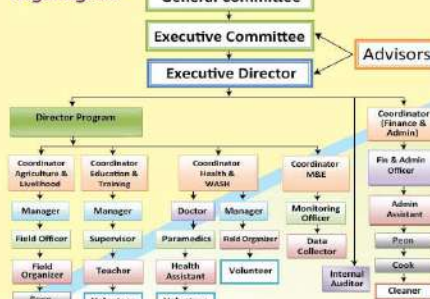 General Committee
Executive Committee
Advisors
Executive Director
Director Program
Coordinator
(Finance &
Admin)
Coordinator
Agriculture &
Livelihood
Coordinator
Education &
Training
Coordinator
Health &
WASH
Coordinator
M&E
Fin & Admin
Officer
Manager
Manager
Doctor
Manager
Monitoring
Officer
Admin
Assistant
Field Officer
Supervisor
Paramedics
Field Organizer
Data
Collector
Peon
Field
Organizer
Teacher
Health
Assistant
Volunteer
Internal
Auditor
Cook
Cleaner